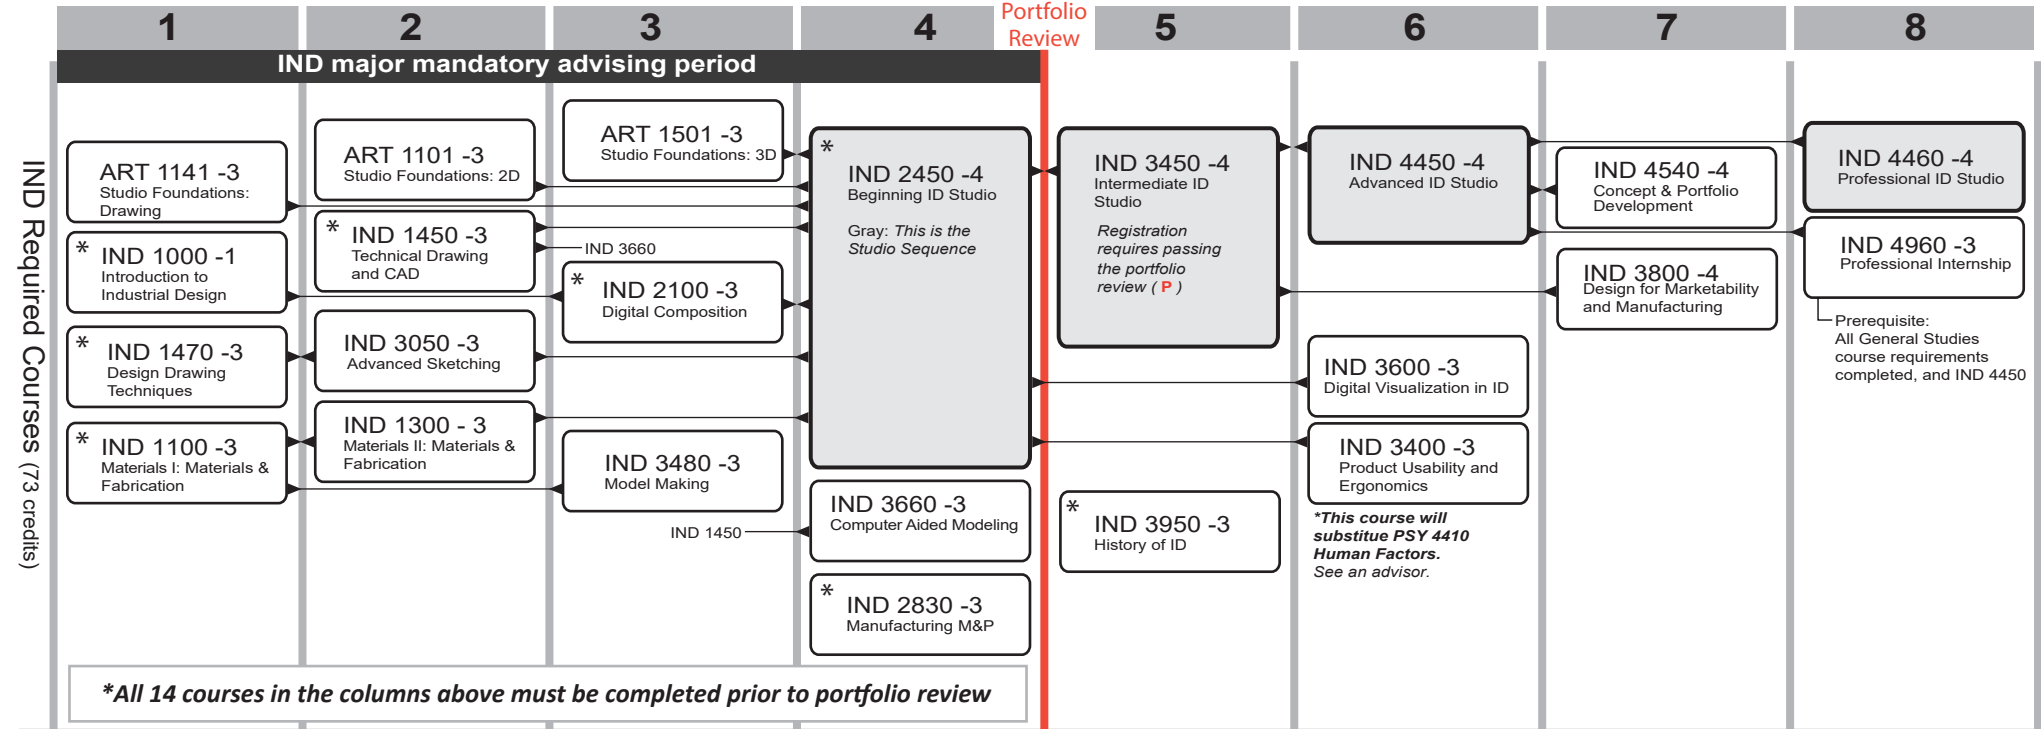 1
2
3
4
Portfolio
Review
5
6
7
8
IND major mandatory advising period
IND Required Courses (73 credits)
ART 1141 -3
Studio Foundations:
Drawing
* IND 1000 -1
Introduction to
Industrial Design
* IND 1470 -3
Design Drawing
Techniques
* IND 1100 -3
Materials I: Materials &
Fabrication
ART 1101 -3
Studio Foundations: 2D
* IND 1450 -3
Technical Drawing
and CAD
IND 3660
IND 3050 -3
Advanced Sketching
IND 1300 - 3
Materials II: Materials &
Fabrication
ART 1501 -3
Studio Foundations: 3D
* IND 2100 -3
Digital Composition
IND 3480 -3
Model Making
IND 1450
*
IND 2450 -4
Beginning ID Studio
Gray: This is the
Studio Sequence
IND 3660 -3
Computer Aided Modeling
* IND 2830 -3
Manufacturing M&P
IND 3450 -4
Intermediate ID
Studio
Registration
requires passing
the portfolio
review ( P )
* IND 3950 -3
History of ID
IND 4450 -4
Advanced ID Studio
IND 3600 -3
Digital Visualization in ID
IND 3400 -3
Product Usability and
Ergonomics
*This course will
substitue PSY 4410
Human Factors.
See an advisor.
IND 4540 -4
Concept & Portfolio
Development
IND 3800 -4
Design for Marketability
and Manufacturing
IND 4460 -4
Professional ID Studio
IND 4960 -3
Professional Internship
Prerequisite:
All General Studies
course requirements
completed, and IND 4450
*All 14 courses in the columns above must be completed prior to portfolio review